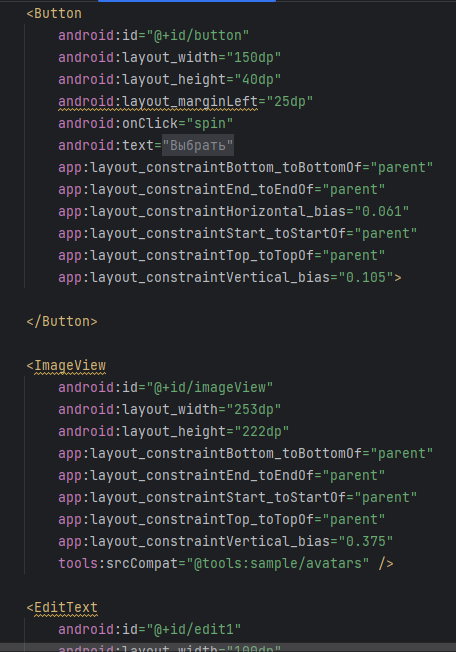 <Button
android:id="@+id/button"
android:layout_width="150dp"
android:layout_height="40dp"
android:layout_marginLeft="25dp"
android:onClick="spin"
android:text="Выбрать"
app:layout_constraintBottom_toBottomOf="parent"
app:layout_constraintEnd_toEndOf="parent"
app:layout_constraintHorizontal_bias="0.061"
app:layout_constraintStart_toStartOf="parent"
app:layout_constraintTop_toTopOf="parent"
app:layout_constraintVertical_bias="0.105">
</Button>
<ImageView
android:id="@+id/imageView"
android:layout_width="253dp"
android:layout_height="222dp"
app:layout_constraintBottom_toBottomOf="parent"
app:layout_constraintEnd_toEndOf="parent"
app:layout_constraintStart_toStartOf="parent"
app:layout_constraintTop_toTopOf="parent"
app:layout_constraintVertical_bias="0.375"
tools:srcCompat="@tools:sample/avatars" />
<EditText
android:id="@+id/edit1"
android:layout_width="100dp"